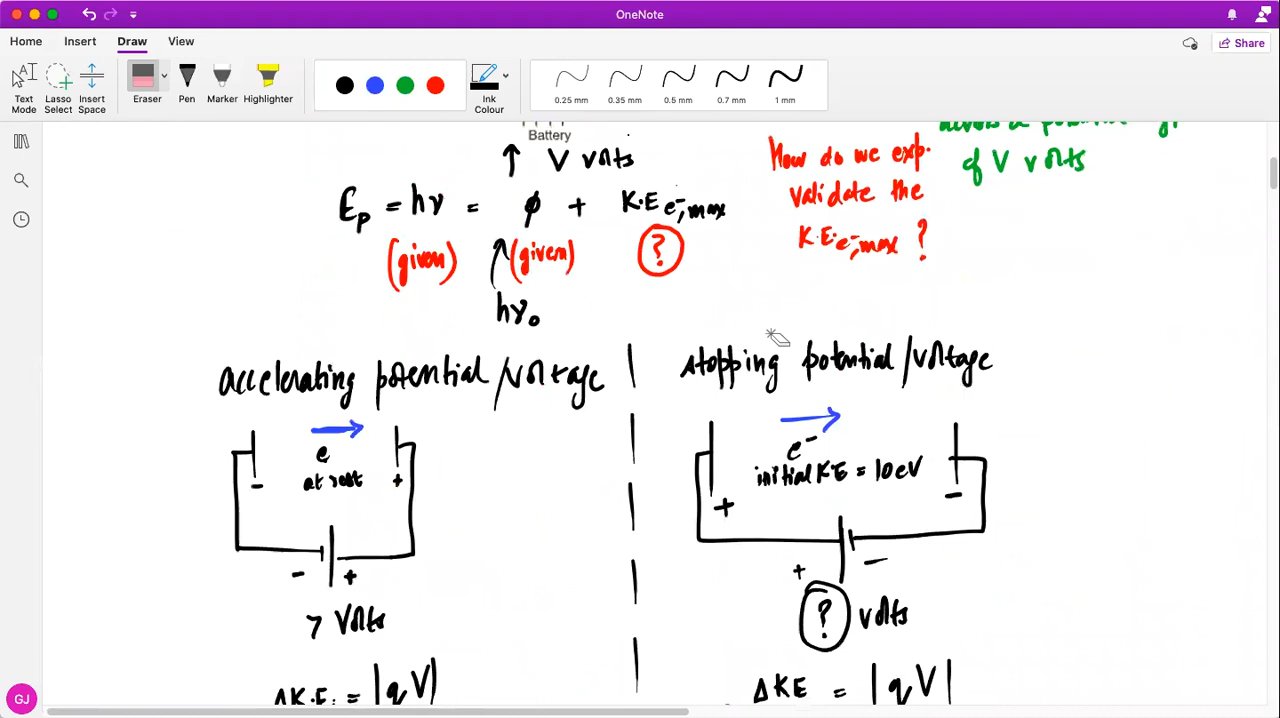 OneNote
Home Insert Draw View
Share
Text Mode
Lasso Select
Insert Space
Eraser
Pen
Marker
Highlighter
Ink Colour
0.25 mm 0.35 mm 0.5 mm 0.7 mm 1 mm
Battery
↑ V volts
of V volts
How do we exp.
validate the
K.E e-,max ?
Ep = hν = φ + K.E e-,max
(given) (given) ?
hν₀
accelerating potential/voltage
e
at rest
- +
- +
7 Volts
ΔK.E. = |qV|
stopping potential/voltage
e-
initial KE = 10 eV
+ -
+ -
? volts
ΔKE = |qV|
GJ